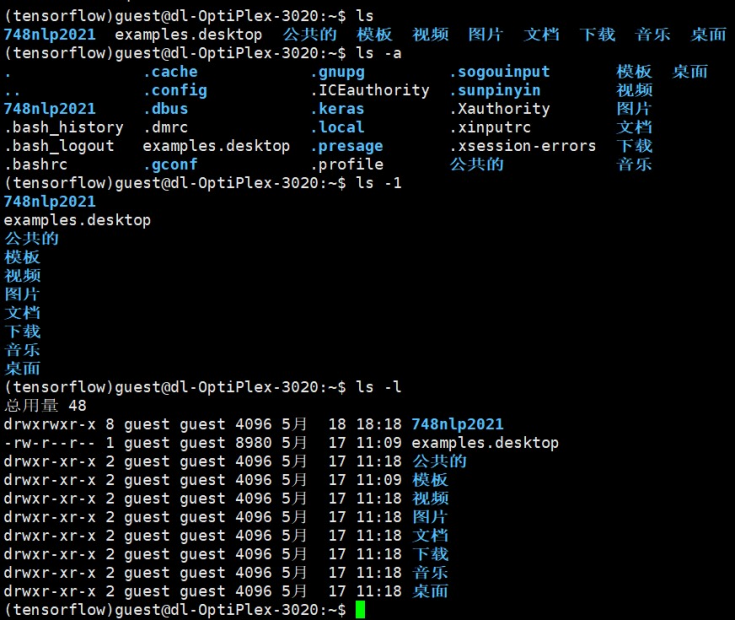 (tensorflow)guest@dl-OptiPlex-3020:~$ ls
748nlp2021  examples.desktop  公共的  模板  视频  图片  文档  下载  音乐  桌面
(tensorflow)guest@dl-OptiPlex-3020:~$ ls -a
.              .cache            .gnupg        .sogouinput      模板  桌面
..             .config           .ICEauthority  .sunpinyin       视频
748nlp2021     .dbus             .keras        .Xauthority      图片
.bash_history  .dmrc             .local        .xinputrc        文档
.bash_logout   examples.desktop  .presage      .xsession-errors  下载
.bashrc        .gconf            .profile      公共的           音乐
(tensorflow)guest@dl-OptiPlex-3020:~$ ls -1
748nlp2021
examples.desktop
公共的
模板
视频
图片
文档
下载
音乐
桌面
(tensorflow)guest@dl-OptiPlex-3020:~$ ls -l
总用量 48
drwxrwxr-x 8 guest guest 4096 5月  18 18:18 748nlp2021
-rw-r--r-- 1 guest guest 8980 5月  17 11:09 examples.desktop
drwxr-xr-x 2 guest guest 4096 5月  17 11:18 公共的
drwxr-xr-x 2 guest guest 4096 5月  17 11:09 模板
drwxr-xr-x 2 guest guest 4096 5月  17 11:18 视频
drwxr-xr-x 2 guest guest 4096 5月  17 11:18 图片
drwxr-xr-x 2 guest guest 4096 5月  17 11:18 文档
drwxr-xr-x 2 guest guest 4096 5月  17 11:18 下载
drwxr-xr-x 2 guest guest 4096 5月  17 11:18 音乐
drwxr-xr-x 2 guest guest 4096 5月  17 11:18 桌面
(tensorflow)guest@dl-OptiPlex-3020:~$